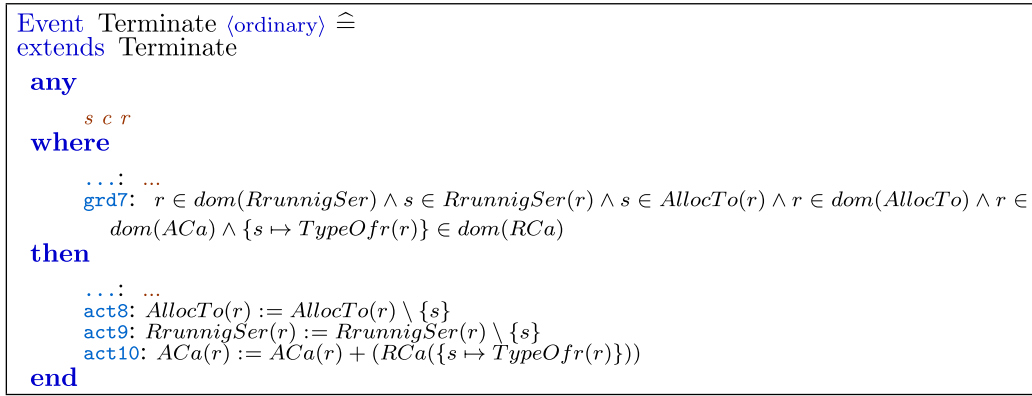 Event Terminate ⟨ordinary⟩ ≙
extends Terminate
any
s c r
where
...: ...
grd7: r ∈ dom(RrunnigSer) ∧ s ∈ RrunnigSer(r) ∧ s ∈ AllocTo(r) ∧ r ∈ dom(AllocTo) ∧ r ∈
dom(ACa) ∧ {s ↦ TypeOfr(r)} ∈ dom(RCa)
then
...: ...
act8: AllocTo(r) := AllocTo(r) \ {s}
act9: RrunnigSer(r) := RrunnigSer(r) \ {s}
act10: ACa(r) := ACa(r) + (RCa({s ↦ TypeOfr(r)}))
end